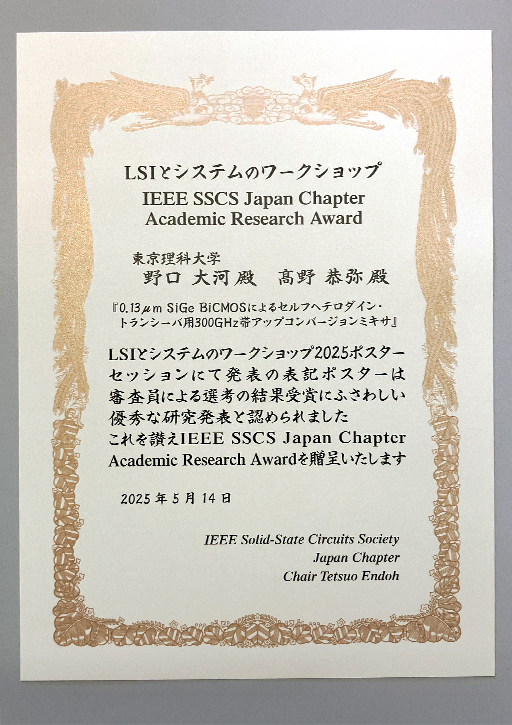 LSIとシステムのワークショップ
IEEE SSCS Japan Chapter
Academic Research Award
東京理科大学
野口 大河 殿　髙野 恭弥 殿
『0.13μm SiGe BiCMOSによるセルフヘテロダイン・
トランシーバ用300GHz帯アップコンバージョンミキサ』
LSIとシステムのワークショップ2025ポスター
セッションにて発表の表記ポスターは
審査員による選考の結果受賞にふさわしい
優秀な研究発表と認められました
これを讃えIEEE SSCS Japan Chapter
Academic Research Awardを贈呈いたします
2025 年 5 月 14 日
IEEE Solid-State Circuits Society
Japan Chapter
Chair Tetsuo Endoh